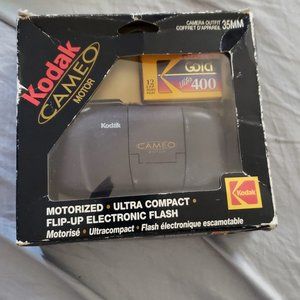 CAMERA OUTFIT 35MM
COFFRET D'APPAREIL
Kodak
CAMEO
MOTOR
12
GOLD
Ultra
400
Kodak
CAMEO
Kodak
MOTORIZED • ULTRA COMPACT •
FLIP-UP ELECTRONIC FLASH
Motorisé • Ultracompact • Flash électronique escamotable